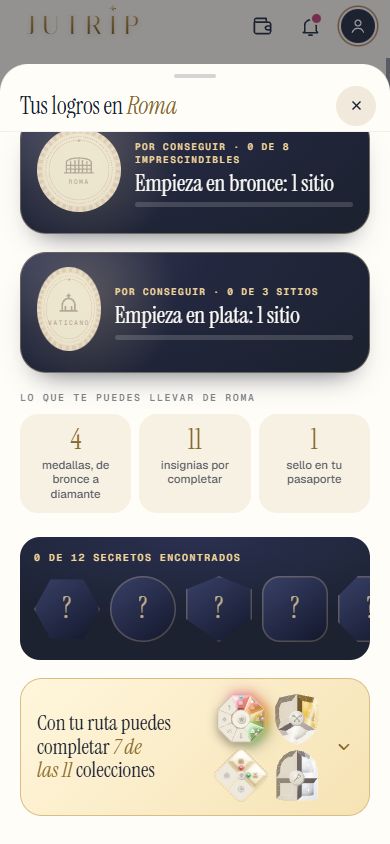 JUTRIP
Tus logros en Roma
×
POR CONSEGUIR · 0 DE 8
IMPRESCINDIBLES
Empieza en bronce: 1 sitio
ROMA
POR CONSEGUIR · 0 DE 3 SITIOS
Empieza en plata: 1 sitio
VATICANO
LO QUE TE PUEDES LLEVAR DE ROMA
4
medallas, de
bronce a
diamante
11
insignias por
completar
1
sello en tu
pasaporte
0 DE 12 SECRETOS ENCONTRADOS
? ? ? ? ?
Con tu ruta puedes
completar 7 de
las 11 colecciones